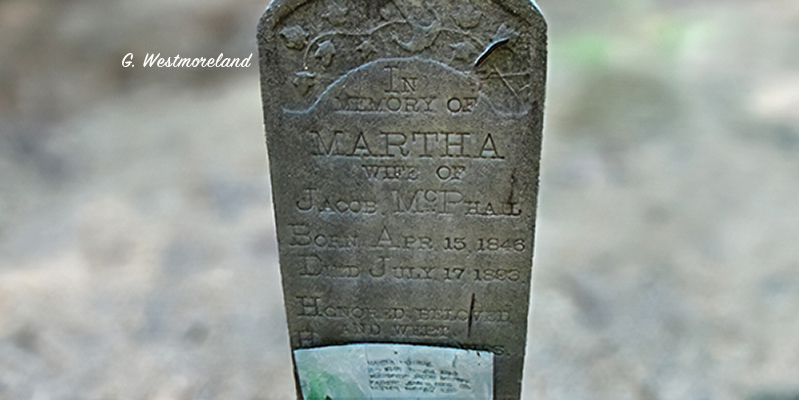 G. Westmoreland
IN
MEMORY OF
MARTHA
WIFE OF
JACOB McPHAIL
BORN APR. 15, 1846
DIED JULY 17 1893
HONORED BELOVED
AND WEPT